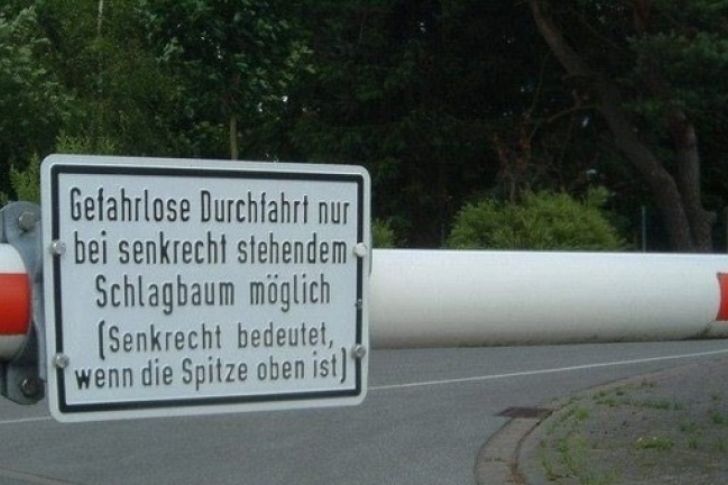 Gefahrlose Durchfahrt nur
bei senkrecht stehendem
Schlagbaum möglich
(Senkrecht bedeutet,
wenn die Spitze oben ist)